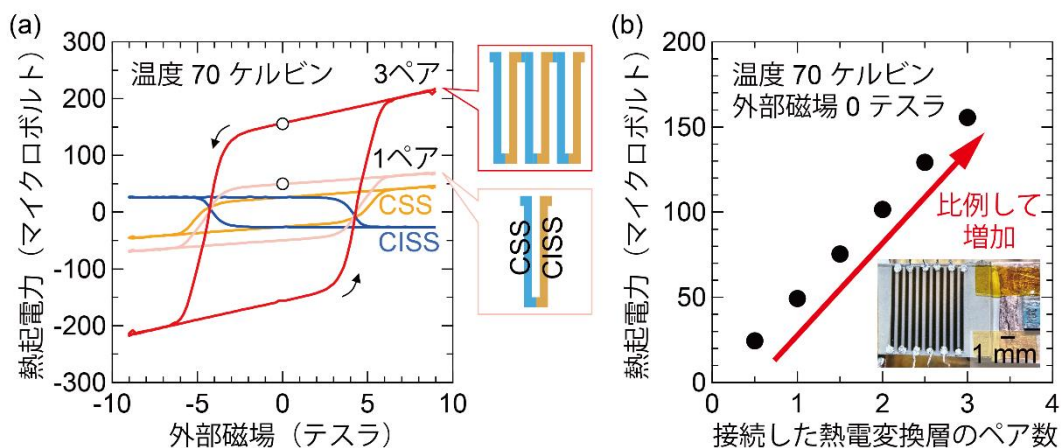 (a)
300
200
100
0
-100
-200
-300
-10
-5
0
5
10
熱起電力（マイクロボルト）
外部磁場（テスラ）
温度 70 ケルビン
3ペア
1ペア
CSS
CISS
CSS
CISS
(b)
200
150
100
50
0
0
1
2
3
4
熱起電力（マイクロボルト）
接続した熱電変換層のペア数
温度 70 ケルビン
外部磁場 0 テスラ
比例して
増加
1 mm